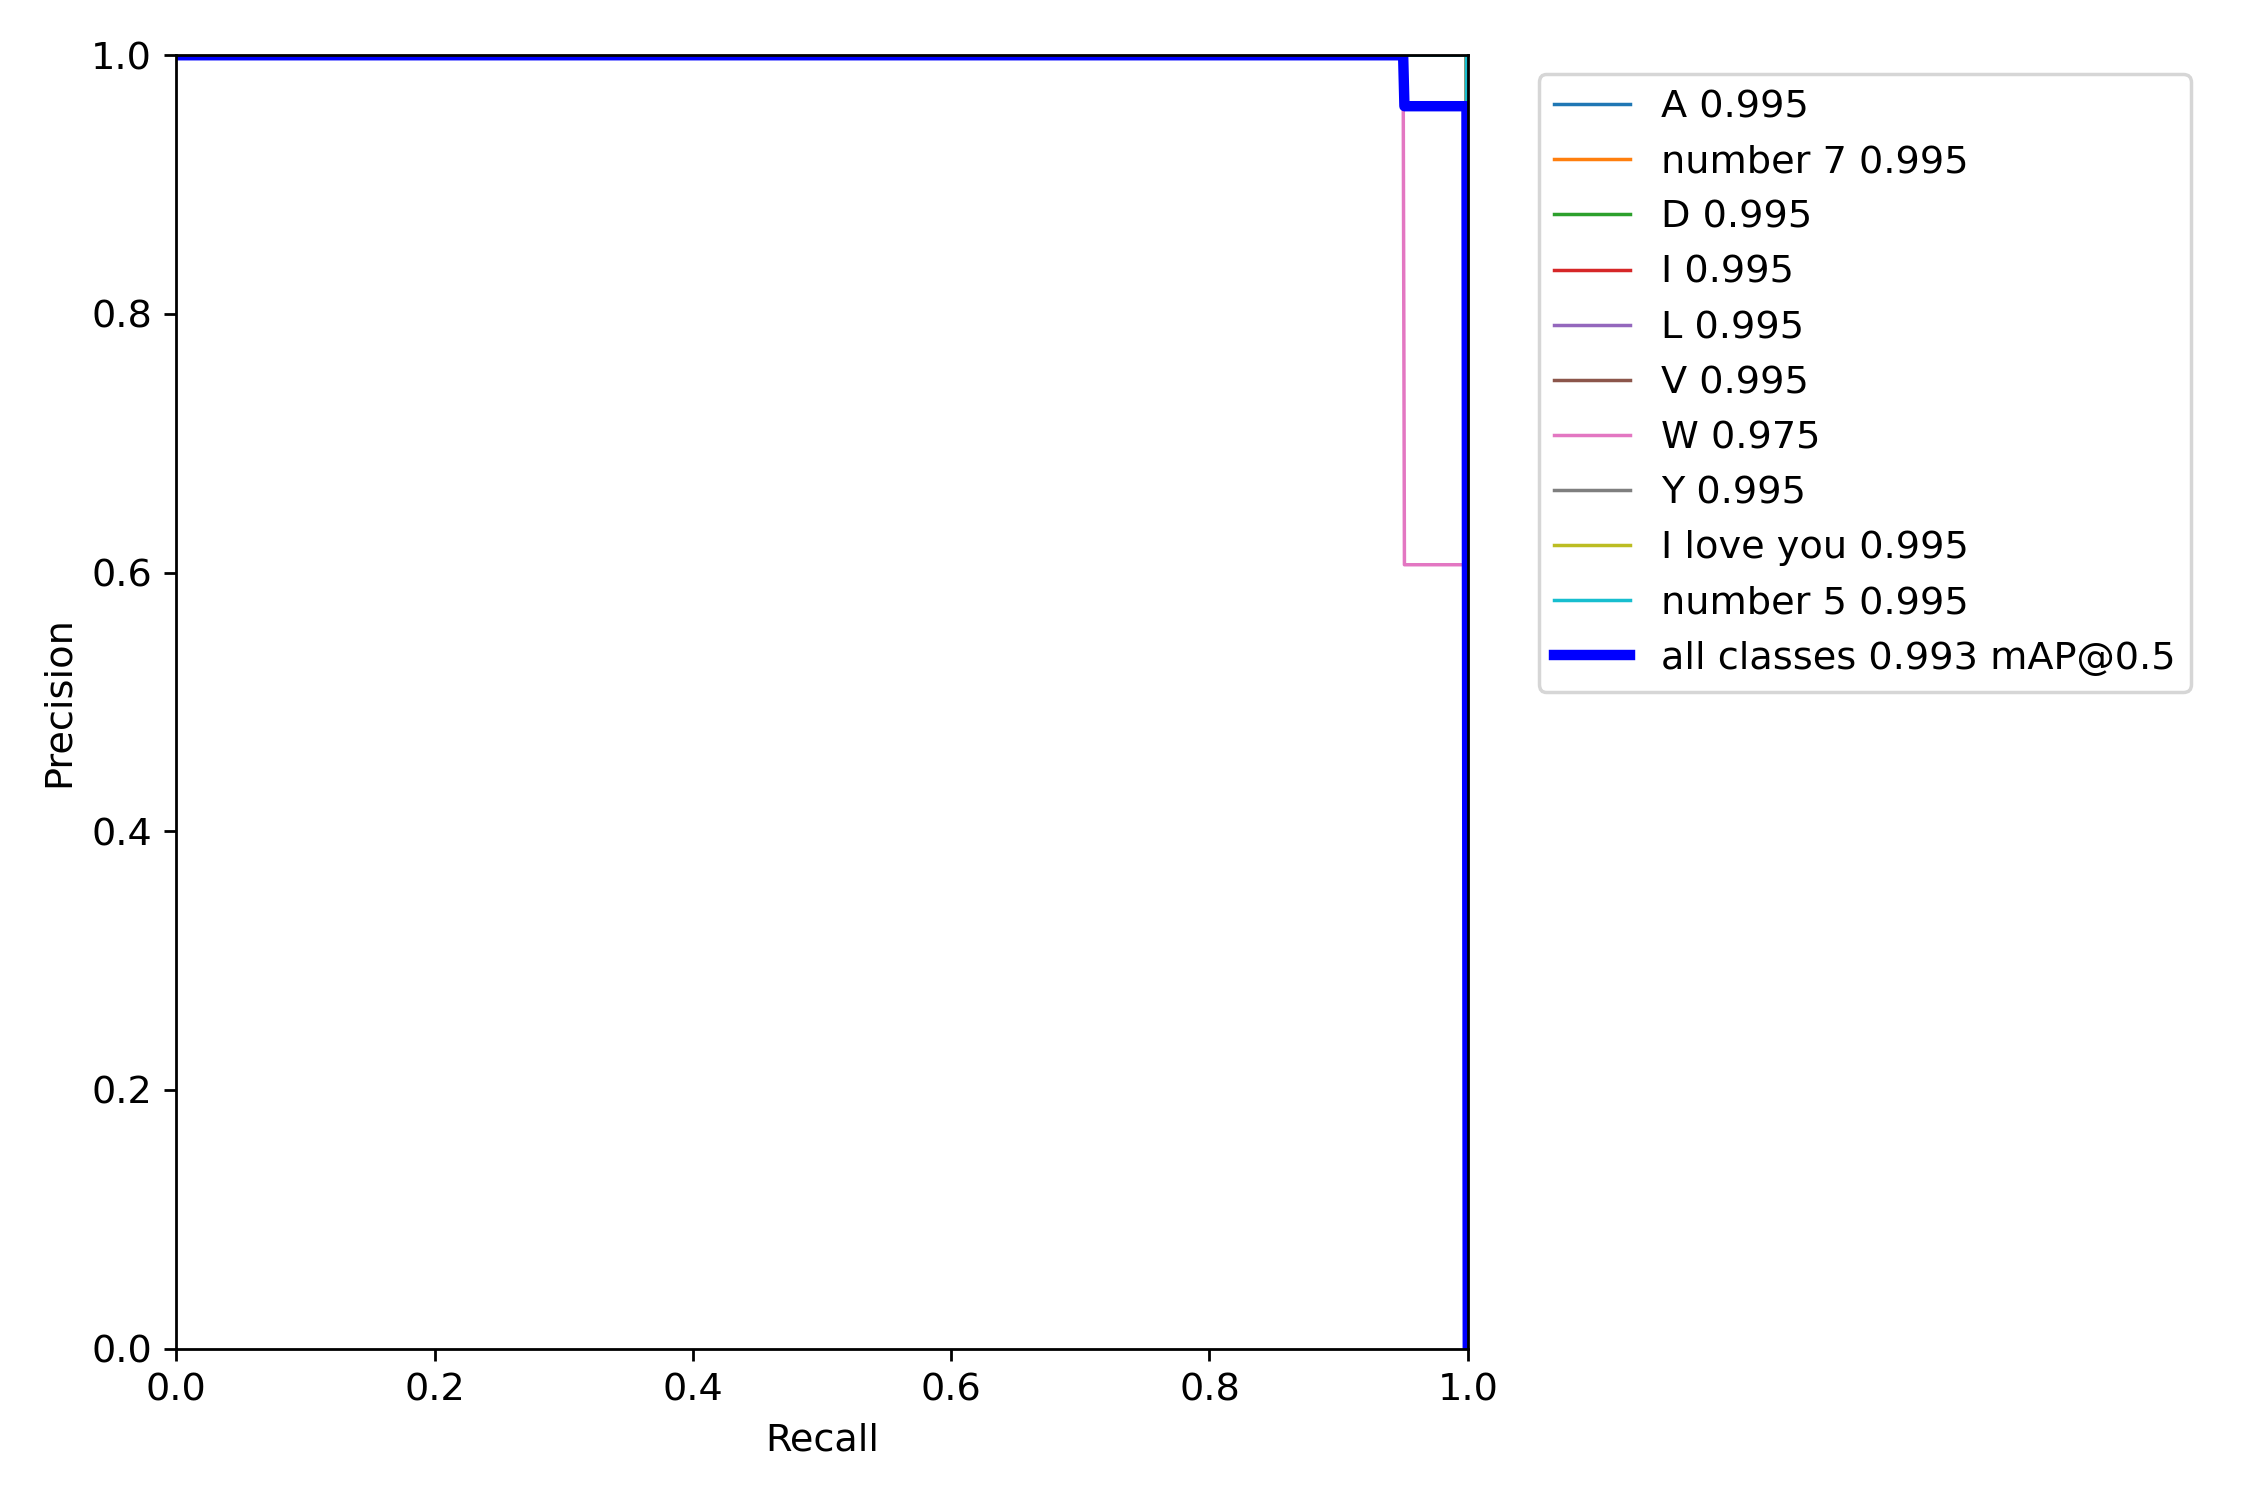 1.0
0.8
0.6
0.4
0.2
0.0
Precision
0.0 0.2 0.4 0.6 0.8 1.0
Recall
A 0.995
number 7 0.995
D 0.995
I 0.995
L 0.995
V 0.995
W 0.975
Y 0.995
I love you 0.995
number 5 0.995
all classes 0.993 mAP@0.5